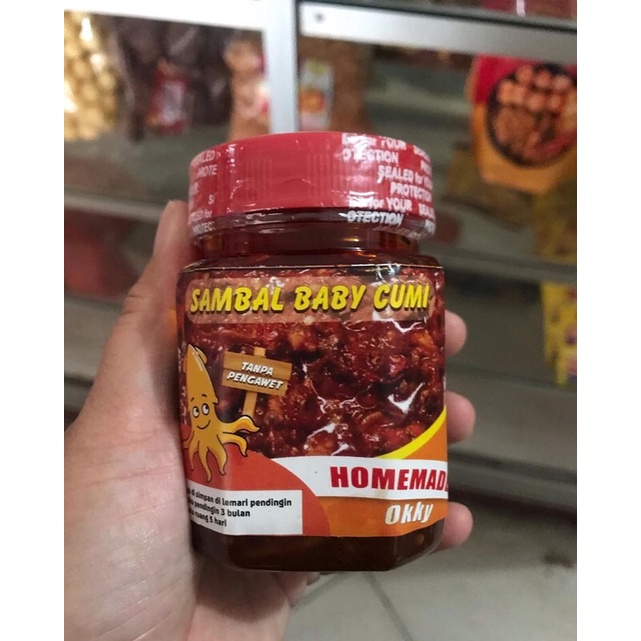 SEALED for YOUR PROTECTION
SAMBAL BABY CUMI
TANPA
PENGAWET
HOMEMAD
Okky
di simpan di lemari pendingin
pendingin 3 bulan
ruang 5 hari